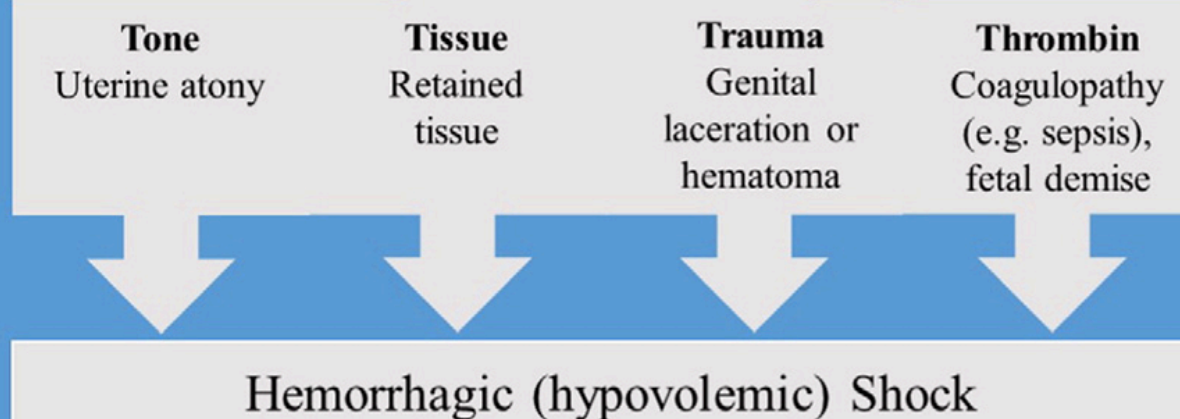 Tone
Uterine atony
Tissue
Retained
tissue
Trauma
Genital
laceration or
hematoma
Thrombin
Coagulopathy
(e.g. sepsis),
fetal demise
Hemorrhagic (hypovolemic) Shock